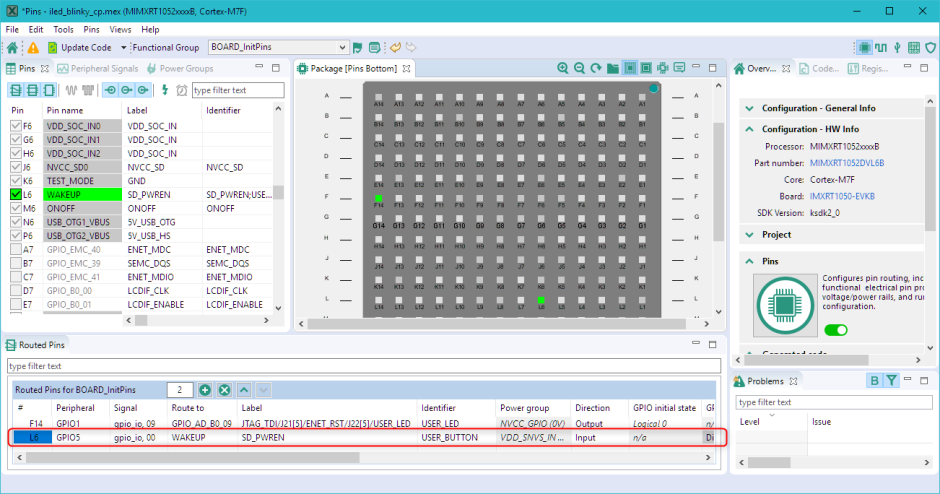 *Pins - iled_blinky_cp.mex (MIMXRT1052xxxxB, Cortex-M7F)
File Edit Tools Pins Views Help
Update Code Functional Group BOARD_InitPins
Pins Peripheral Signals Power Groups
type filter text
Pin Pin name Label Identifier
F6 VDD_SOC_IN0 VDD_SOC_IN
G6 VDD_SOC_IN1 VDD_SOC_IN
H6 VDD_SOC_IN2 VDD_SOC_IN
J6 NVCC_SD0 NVCC_SD NVCC_SD
K6 TEST_MODE GND
L6 WAKEUP SD_PWREN SD_PWREN;USE...
M6 ONOFF ONOFF ONOFF
N6 USB_OTG1_VBUS 5V_USB_OTG
P6 USB_OTG2_VBUS 5V_USB_HS
A7 GPIO_EMC_40 ENET_MDC ENET_MDC
B7 GPIO_EMC_39 SEMC_DQS SEMC_DQS
C7 GPIO_EMC_41 ENET_MDIO ENET_MDIO
D7 GPIO_B0_00 LCDIF_CLK LCDIF_CLK
E7 GPIO_B0_01 LCDIF_ENABLE LCDIF_ENABLE
Package [Pins Bottom]
A A14 A13 A12 A11 A10 A9 A8 A7 A6 A5 A4 A3 A2 A1 A
B B14 B13 B12 B11 B10 B9 B8 B7 B6 B5 B4 B3 B2 B1 B
C C14 C13 C12 C11 C10 C9 C8 C7 C6 C5 C4 C3 C2 C1 C
D D14 D13 D12 D11 D10 D9 D8 D7 D6 D5 D4 D3 D2 D1 D
E E14 E13 E12 E11 E10 E9 E8 E7 E6 E5 E4 E3 E2 E1 E
F F14 F13 F12 F11 F10 F9 F8 F7 F6 F5 F4 F3 F2 F1 F
G G14 G13 G12 G11 G10 G9 G8 G7 G6 G5 G4 G3 G2 G1 G
H H14 H13 H12 H11 H10 H9 H8 H7 H6 H5 H4 H3 H2 H1 H
J J14 J13 J12 J11 J10 J9 J8 J7 J6 J5 J4 J3 J2 J1 J
K K14 K13 K12 K11 K10 K9 K8 K7 K6 K5 K4 K3 K2 K1 K
L L14 L13 L12 L11 L10 L9 L8 L7 L6 L5 L4 L3 L2 L1 L
Overv... Code... Regis...
Configuration - General Info
Configuration - HW Info
Processor: MIMXRT1052xxxxB
Part number: MIMXRT1052DVL6B
Core: Cortex-M7F
Board: IMXRT1050-EVKB
SDK Version: ksdk2_0
Project
Pins
Configures pin routing, inc
functional electrical pin pro
voltage/power rails, and run
configuration.
Generated code
Routed Pins
type filter text
Routed Pins for BOARD_InitPins 2
# Peripheral Signal Route to Label Identifier Power group Direction GPIO initial state
F14 GPIO1 gpio_io, 09 GPIO_AD_B0_09 JTAG_TDI/J21[5]/ENET_RST/J22[5]/USER_LED USER_LED NVCC_GPIO (0V) Output Logical 0
L6 GPIO5 gpio_io, 00 WAKEUP SD_PWREN USER_BUTTON VDD_SNVS_IN ... Input n/a Di
Problems
B
type filter text
Level Issue